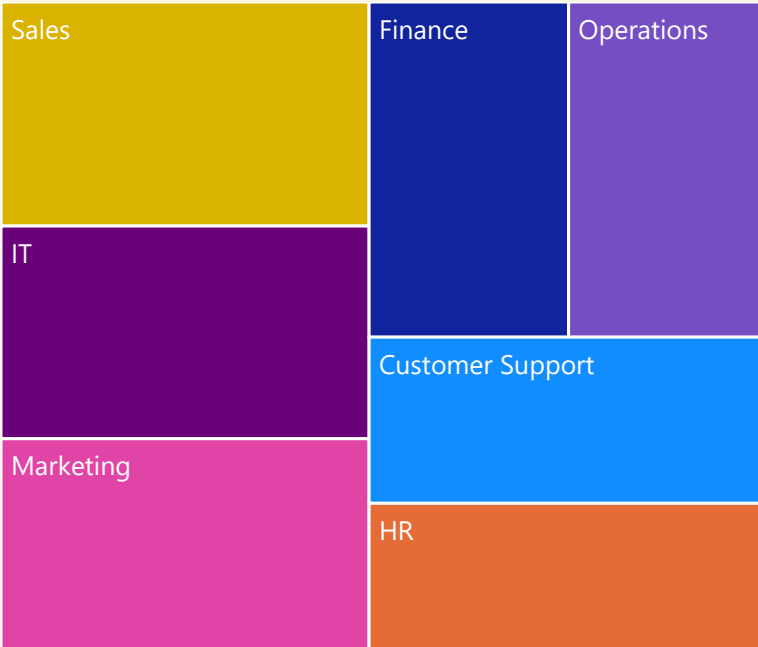 Sales
Finance
Operations
IT
Customer Support
Marketing
HR